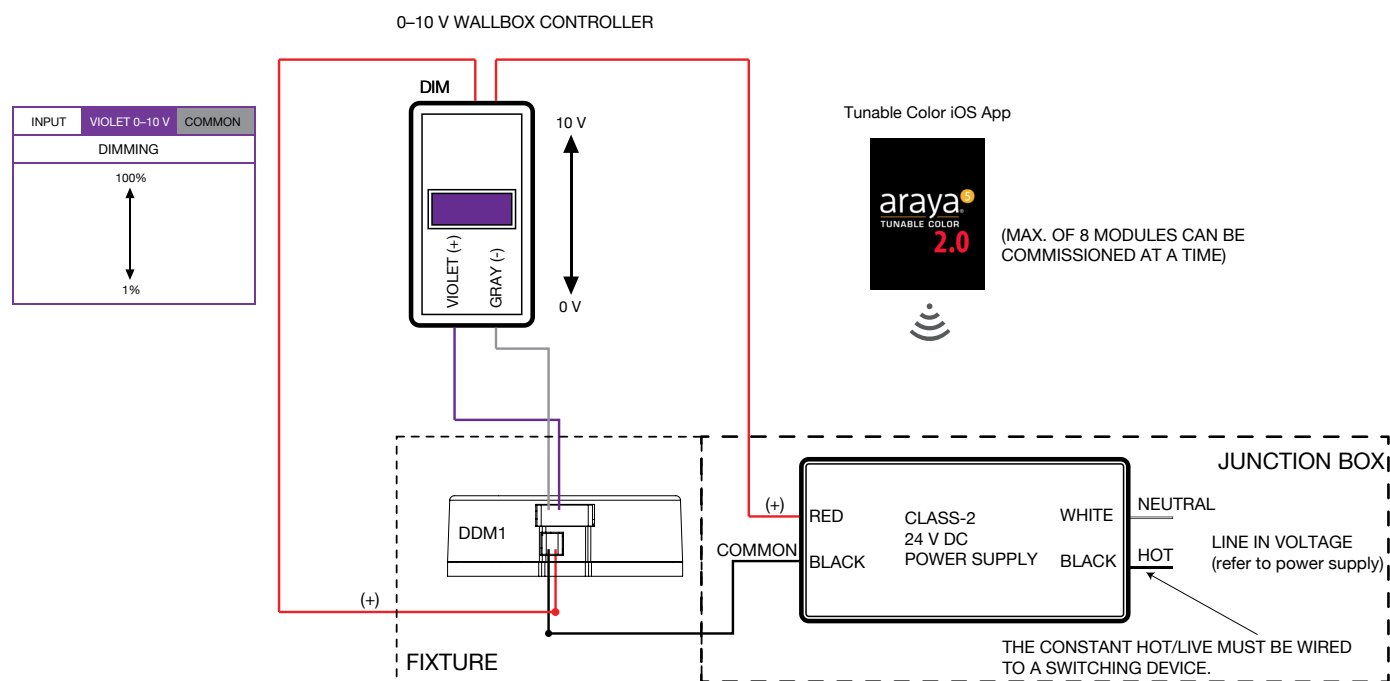 0–10 V WALLBOX CONTROLLER
DIM
INPUT VIOLET 0–10 V COMMON
DIMMING
100%
1%
10 V
0 V
VIOLET (+)
GRAY (-)
Tunable Color iOS App
araya 5
TUNABLE COLOR
2.0
(MAX. OF 8 MODULES CAN BE
COMMISSIONED AT A TIME)
JUNCTION BOX
(+)
RED
COMMON
BLACK
CLASS-2
24 V DC
POWER SUPPLY
WHITE
NEUTRAL
BLACK
HOT
LINE IN VOLTAGE
(refer to power supply)
DDM1
(+)
FIXTURE
THE CONSTANT HOT/LIVE MUST BE WIRED
TO A SWITCHING DEVICE.